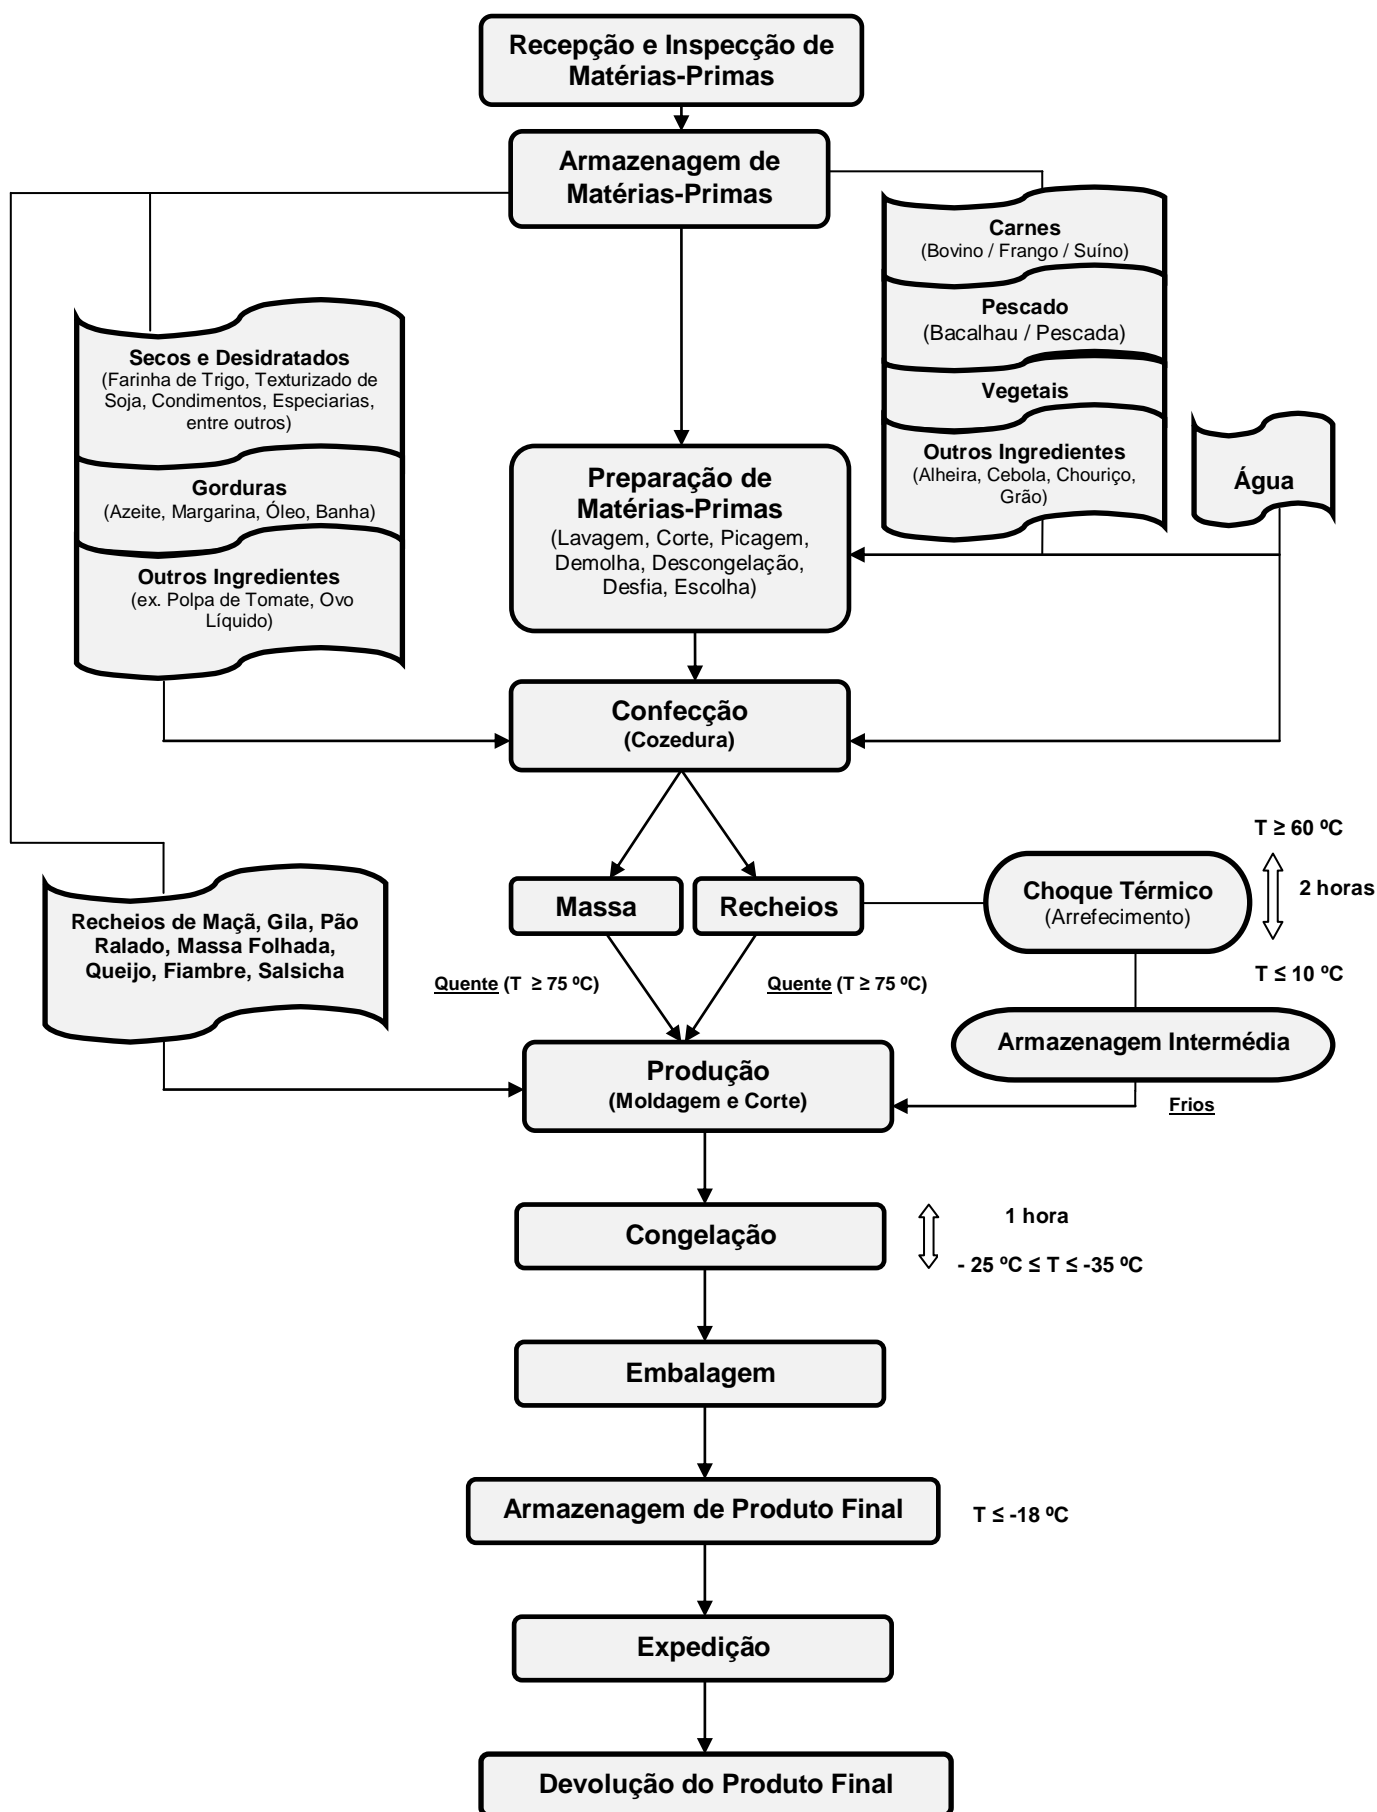 Recepção e Inspecção de
Matérias-Primas
Armazenagem de
Matérias-Primas
Carnes
(Bovino / Frango / Suíno)
Pescado
(Bacalhau / Pescada)
Vegetais
Outros Ingredientes
(Alheira, Cebola, Chouriço,
Grão)
Água
Secos e Desidratados
(Farinha de Trigo, Texturizado de
Soja, Condimentos, Especiarias,
entre outros)
Gorduras
(Azeite, Margarina, Óleo, Banha)
Outros Ingredientes
(ex. Polpa de Tomate, Ovo
Líquido)
Preparação de
Matérias-Primas
(Lavagem, Corte, Picagem,
Demolha, Descongelação,
Desfia, Escolha)
Confecção
(Cozedura)
Massa
Recheios
Choque Térmico
(Arrefecimento)
T ≥ 60 ºC
2 horas
T ≤ 10 ºC
Recheios de Maçã, Gila, Pão
Ralado, Massa Folhada,
Queijo, Fiambre, Salsicha
Quente (T ≥ 75 ºC)
Quente (T ≥ 75 ºC)
Armazenagem Intermédia
Frios
Produção
(Moldagem e Corte)
Congelação
1 hora
- 25 ºC ≤ T ≤ -35 ºC
Embalagem
Armazenagem de Produto Final
T ≤ -18 ºC
Expedição
Devolução do Produto Final